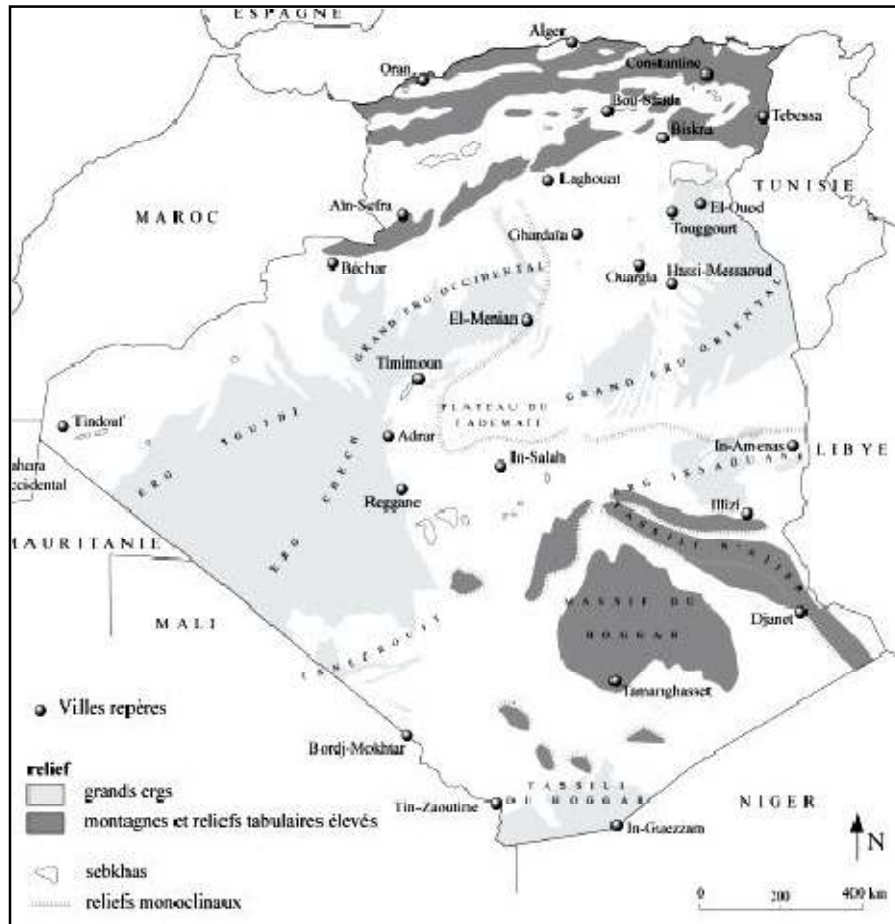 ESPAGNE
Alger
Oran
Constantine
Bou-Saada
Tebessa
Biskra
Laghouat
TUNISIE
MAROC
Aïn-Sefra
El-Oued
Touggourt
Ghardaïa
Béchar
Ouargla
Hassi-Messaoud
GRAND ERG OCCIDENTAL
El-Meniaa
GRAND ERG ORIENTAL
Timimoun
PLATEAU DU
TADEMAIT
Tindouf
ERG IGUIDI
Adrar
In-Amenas
LIBYE
In-Salah
ahara
occidental
ERG CHECH
ERG ISSAOUANE
Reggane
Illizi
TASSILI N'ajjer
MAURITANIE
MASSIF DU
HOGGAR
Djanet
MALI
TANEZROUFT
Tamanghasset
Villes repères
Bordj-Mokhtar
relief
grands ergs
TASSILI
DU HOGGAR
Tin-Zaoutine
NIGER
montagnes et reliefs tabulaires élevés
In-Guezzam
N
sebkhas
reliefs monoclinaux
0 200 400 km